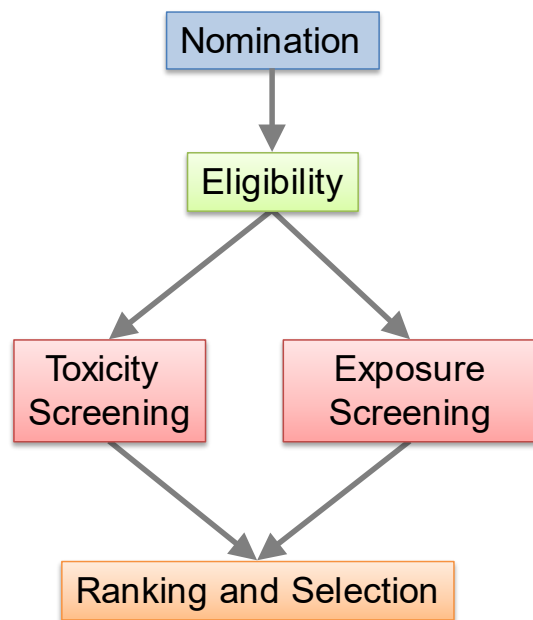 Nomination
Eligibility
Toxicity
Screening
Exposure
Screening
Ranking and Selection